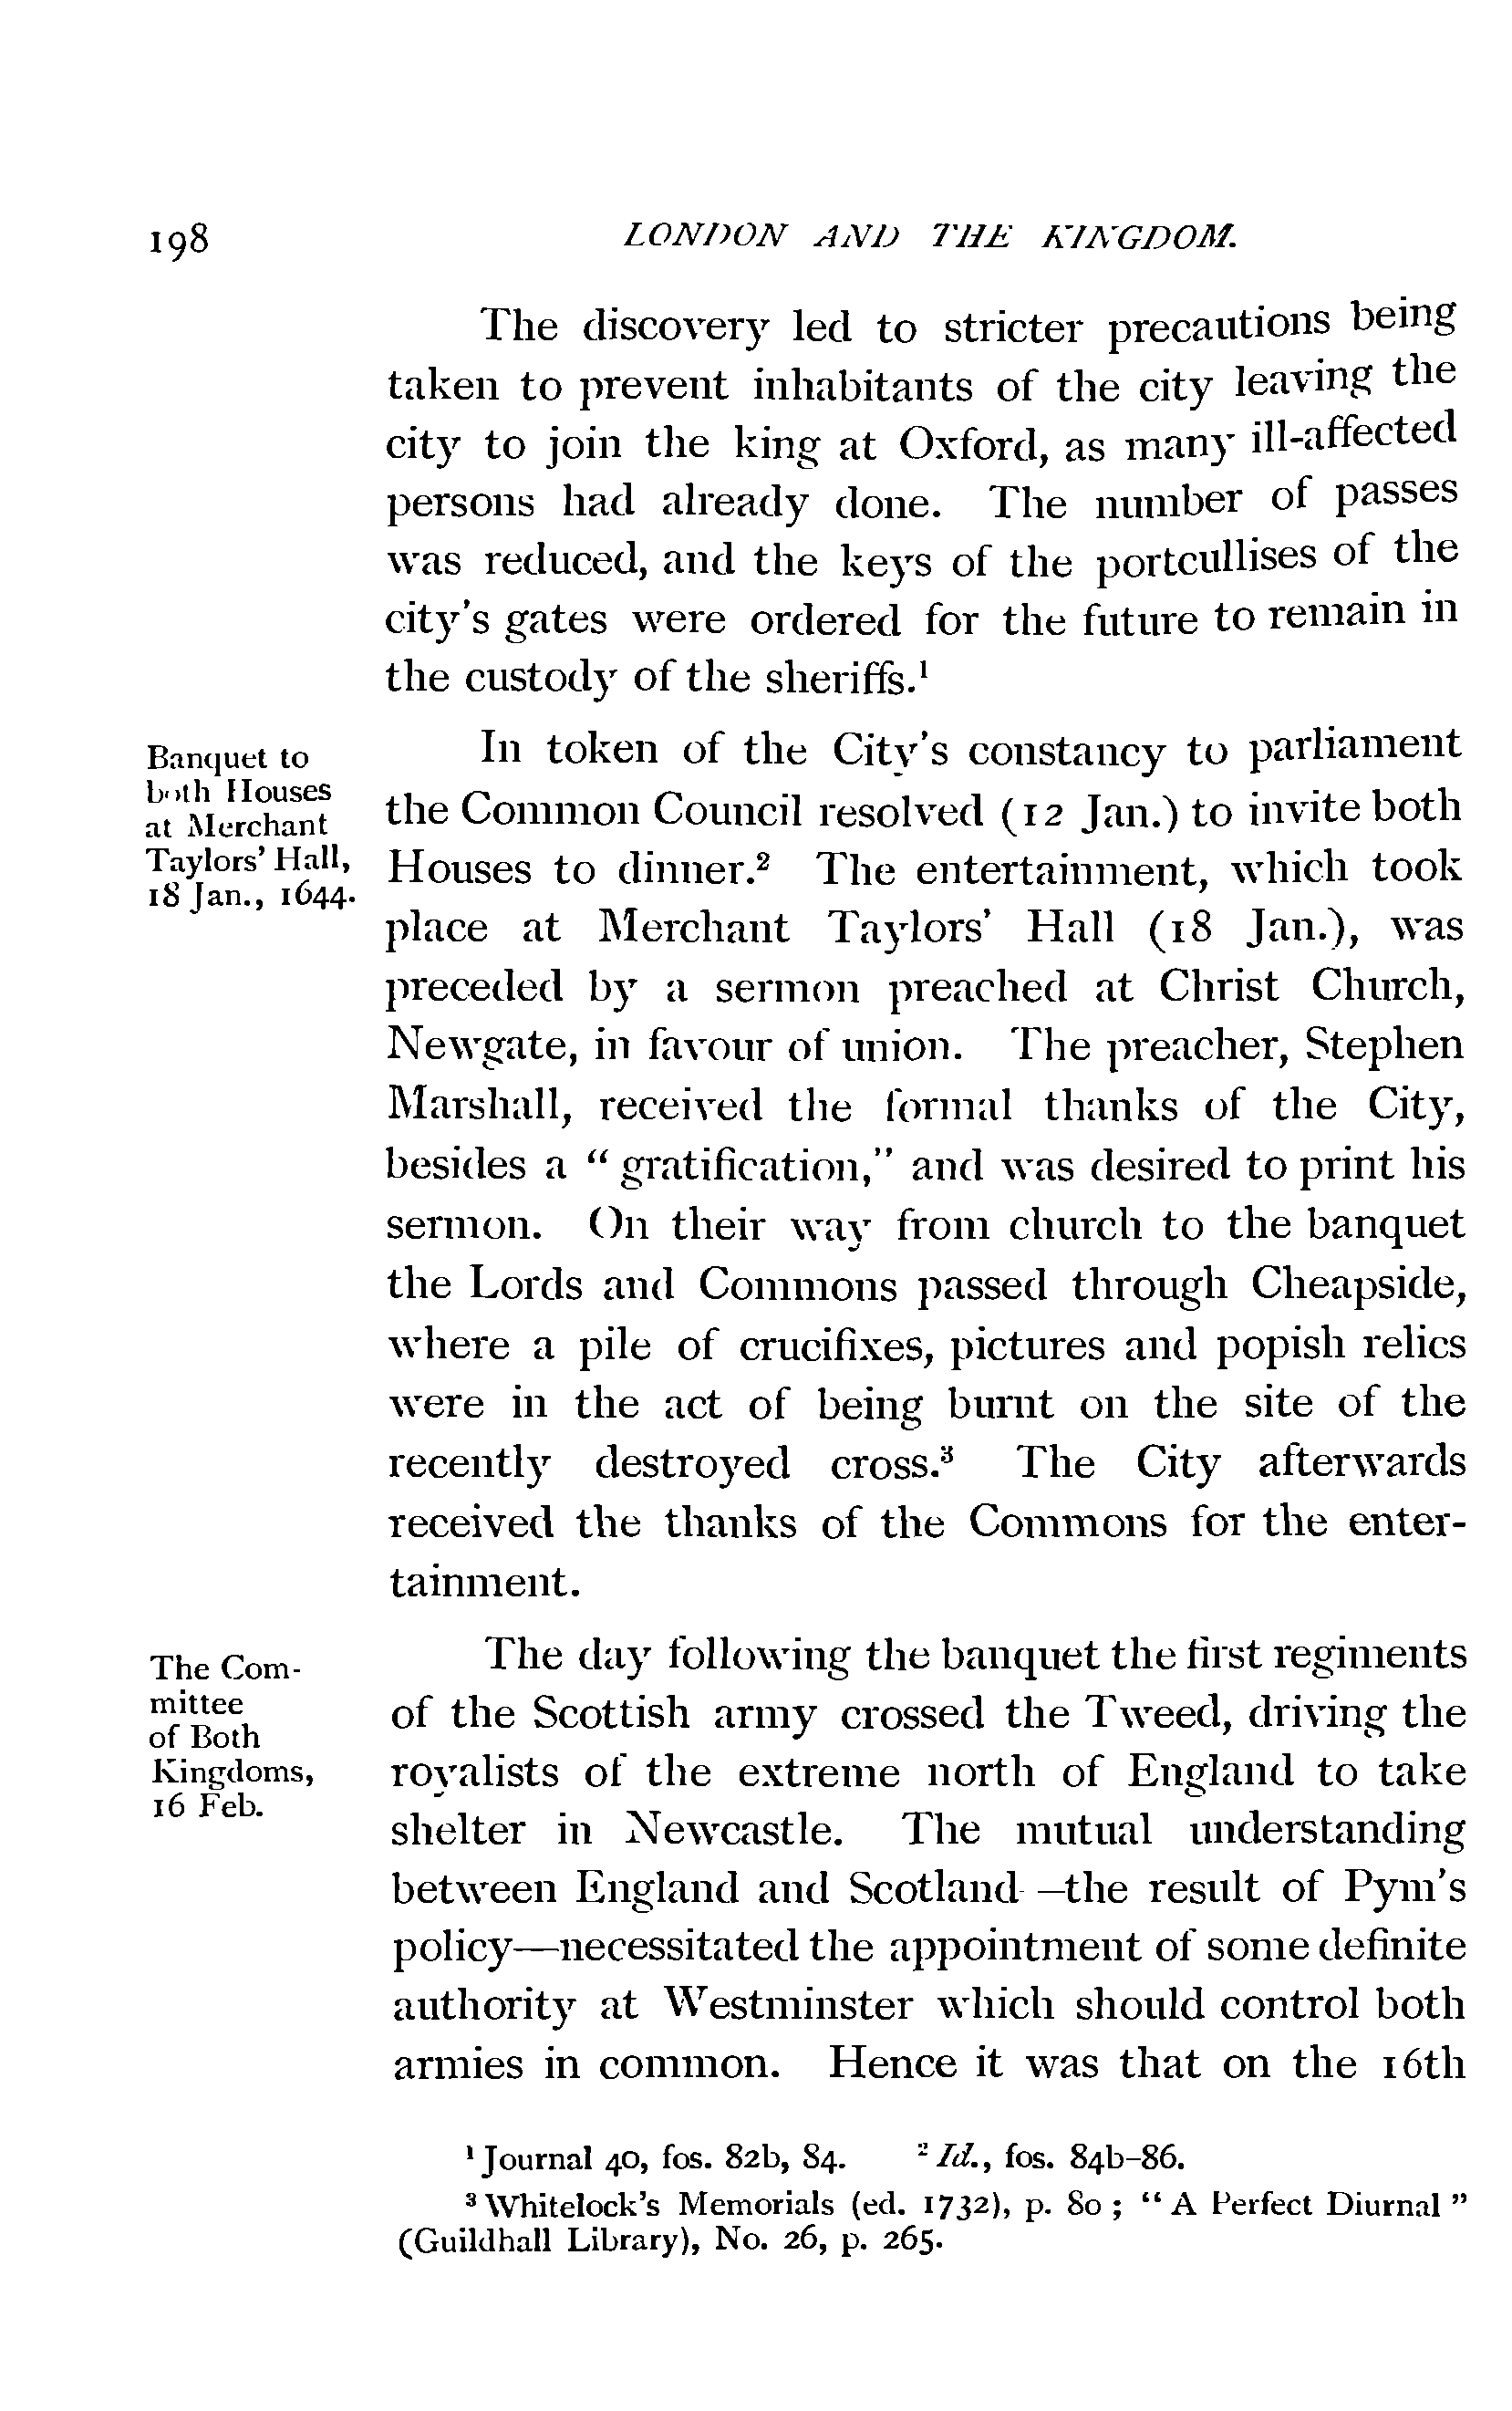 198
LONDON AND THE KINGDOM.
The discovery led to stricter precautions being
taken to prevent inhabitants of the city leaving the
city to join the king at Oxford, as many ill-affected
persons had already done. The number of passes
was reduced, and the keys of the portcullises of the
city's gates were ordered for the future to remain in
the custody of the sheriffs.¹
Banquet to
both Houses
at Merchant
Taylors' Hall,
18 Jan., 1644.
In token of the City's constancy to parliament
the Common Council resolved (12 Jan.) to invite both
Houses to dinner.² The entertainment, which took
place at Merchant Taylors' Hall (18 Jan.), was
preceded by a sermon preached at Christ Church,
Newgate, in favour of union. The preacher, Stephen
Marshall, received the formal thanks of the City,
besides a "gratification," and was desired to print his
sermon. On their way from church to the banquet
the Lords and Commons passed through Cheapside,
where a pile of crucifixes, pictures and popish relics
were in the act of being burnt on the site of the
recently destroyed cross.³ The City afterwards
received the thanks of the Commons for the enter-
tainment.
The Com-
mittee
of Both
Kingdoms,
16 Feb.
The day following the banquet the first regiments
of the Scottish army crossed the Tweed, driving the
royalists of the extreme north of England to take
shelter in Newcastle. The mutual understanding
between England and Scotland—the result of Pym's
policy—necessitated the appointment of some definite
authority at Westminster which should control both
armies in common. Hence it was that on the 16th
¹ Journal 40, fos. 82b, 84. ² Id., fos. 84b-86.
³ Whitelock's Memorials (ed. 1732), p. 80; "A Perfect Diurnal"
(Guildhall Library), No. 26, p. 265.